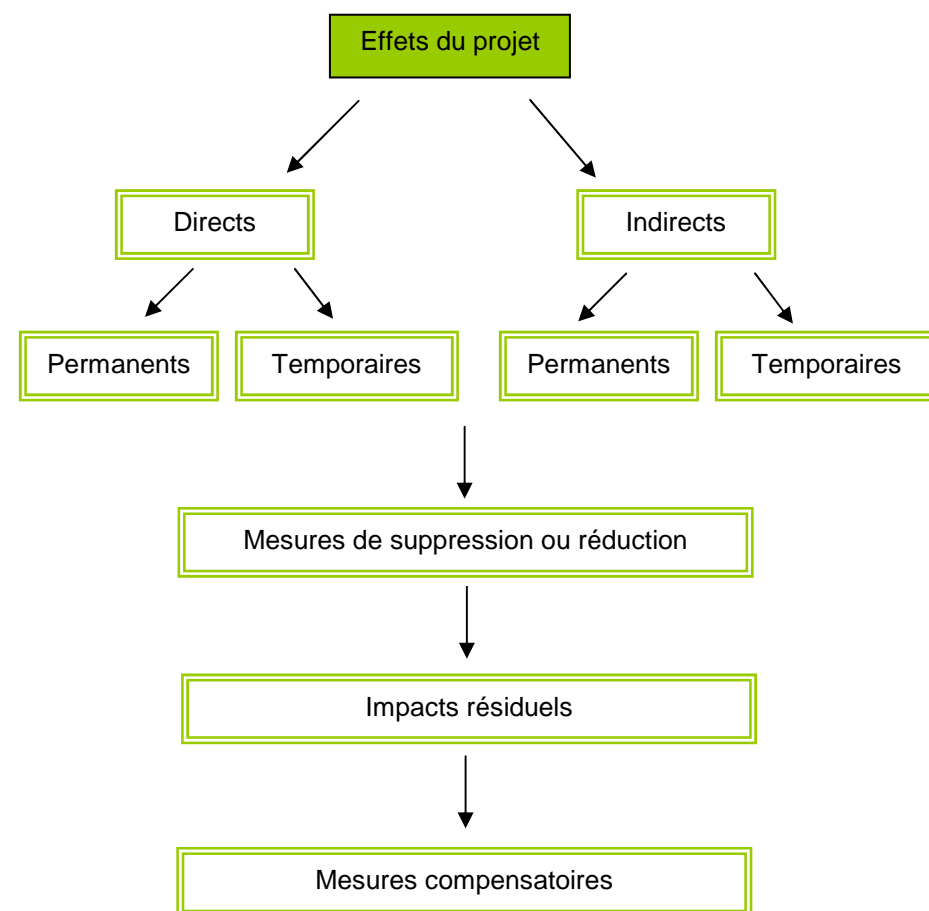 Effets du projet
Directs
Indirects
Permanents
Temporaires
Permanents
Temporaires
Mesures de suppression ou réduction
Impacts résiduels
Mesures compensatoires